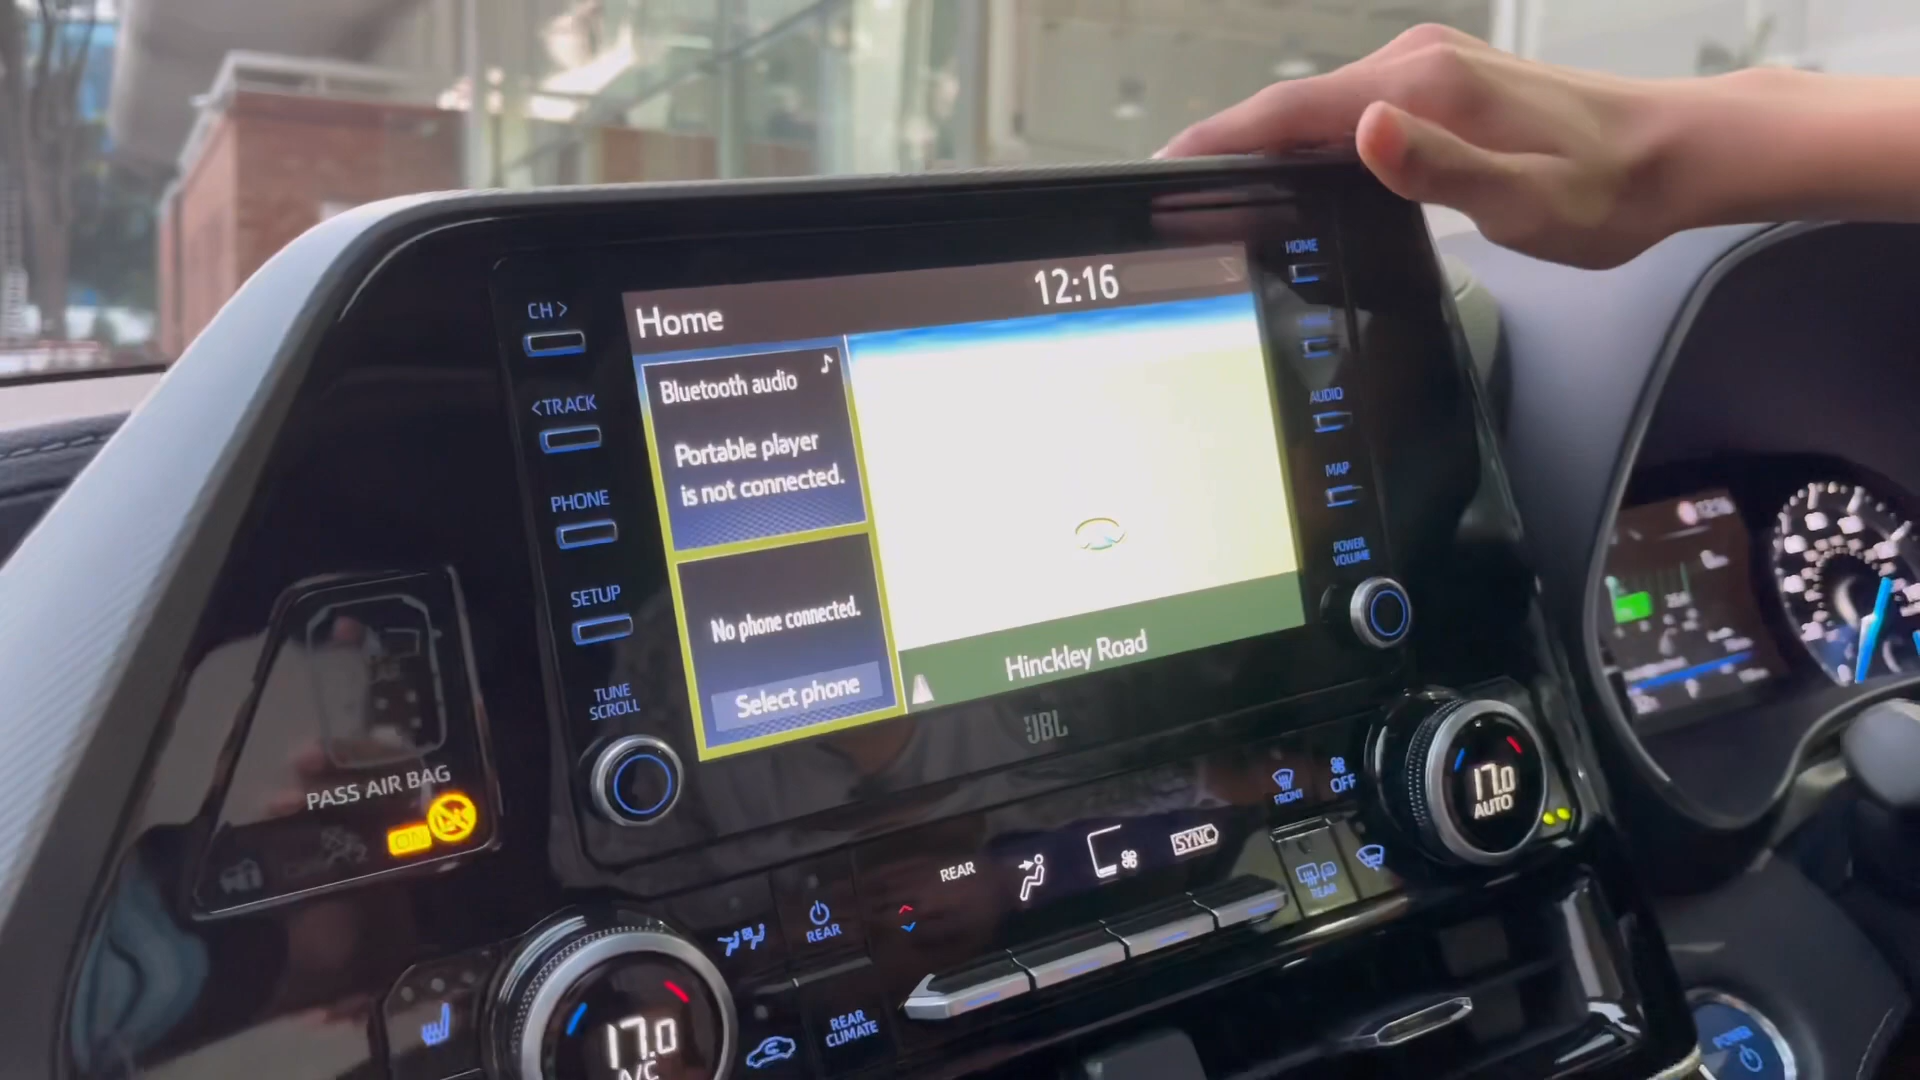 HOME
12:16
Home
CH >
Bluetooth audio
AUDIO
<TRACK
Portable player
is not connected.
MAP
PHONE
POWER
VOLUME
SETUP
No phone connected.
Hinckley Road
Select phone
TUNE
SCROLL
JBL
PASS AIR BAG
ON
FRONT
OFF
17.0
AUTO
SYNC
REAR
REAR
REAR
REAR
CLIMATE
17.0
A/C
POWER